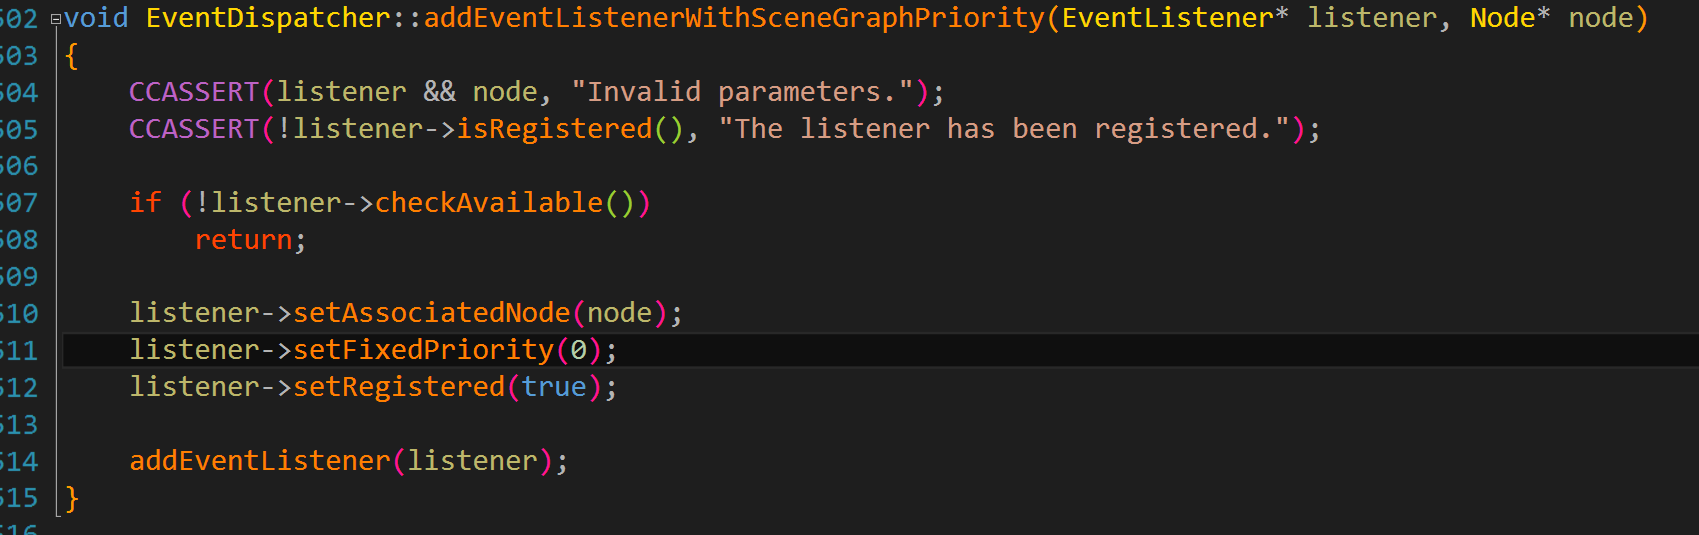 502 void EventDispatcher::addEventListenerWithSceneGraphPriority(EventListener* listener, Node* node)
503 {
504     CCASSERT(listener && node, "Invalid parameters.");
505     CCASSERT(!listener->isRegistered(), "The listener has been registered.");
506
507     if (!listener->checkAvailable())
508         return;
509
510     listener->setAssociatedNode(node);
511     listener->setFixedPriority(0);
512     listener->setRegistered(true);
513
514     addEventListener(listener);
515 }
516